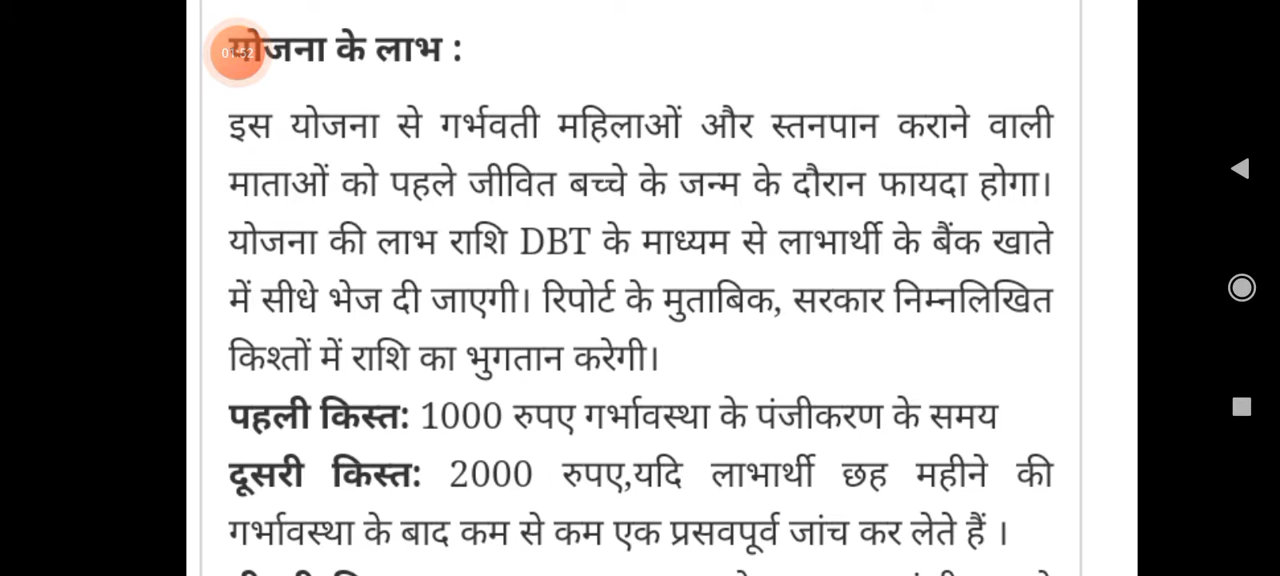 योजना के लाभ :
01:52
इस योजना से गर्भवती महिलाओं और स्तनपान कराने वाली
माताओं को पहले जीवित बच्चे के जन्म के दौरान फायदा होगा।
योजना की लाभ राशि DBT के माध्यम से लाभार्थी के बैंक खाते
में सीधे भेज दी जाएगी। रिपोर्ट के मुताबिक, सरकार निम्नलिखित
किश्तों में राशि का भुगतान करेगी।
पहली किस्त: 1000 रुपए गर्भावस्था के पंजीकरण के समय
दूसरी किस्त: 2000 रुपए,यदि लाभार्थी छह महीने की
गर्भावस्था के बाद कम से कम एक प्रसवपूर्व जांच कर लेते हैं ।